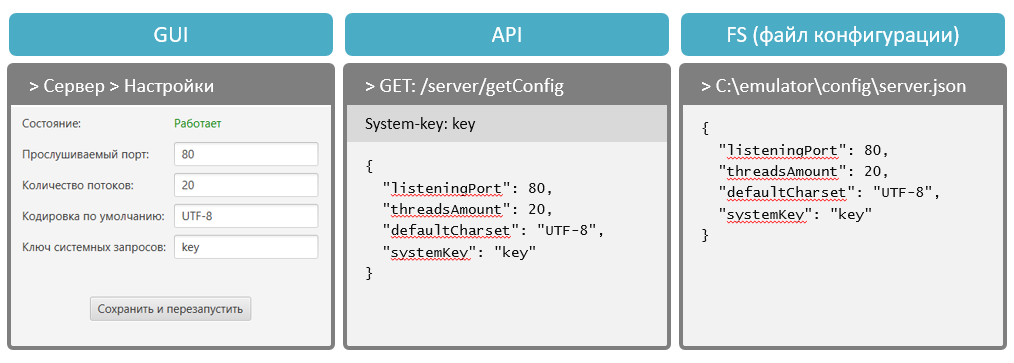 GUI
> Сервер > Настройки
Состояние: Работает
Прослушиваемый порт: 80
Количество потоков: 20
Кодировка по умолчанию: UTF-8
Ключ системных запросов: key
Сохранить и перезапустить
API
> GET: /server/getConfig
System-key: key
{
"listeningPort": 80,
"threadsAmount": 20,
"defaultCharset": "UTF-8",
"systemKey": "key"
}
FS (файл конфигурации)
> C:\emulator\config\server.json
{
"listeningPort": 80,
"threadsAmount": 20,
"defaultCharset": "UTF-8",
"systemKey": "key"
}